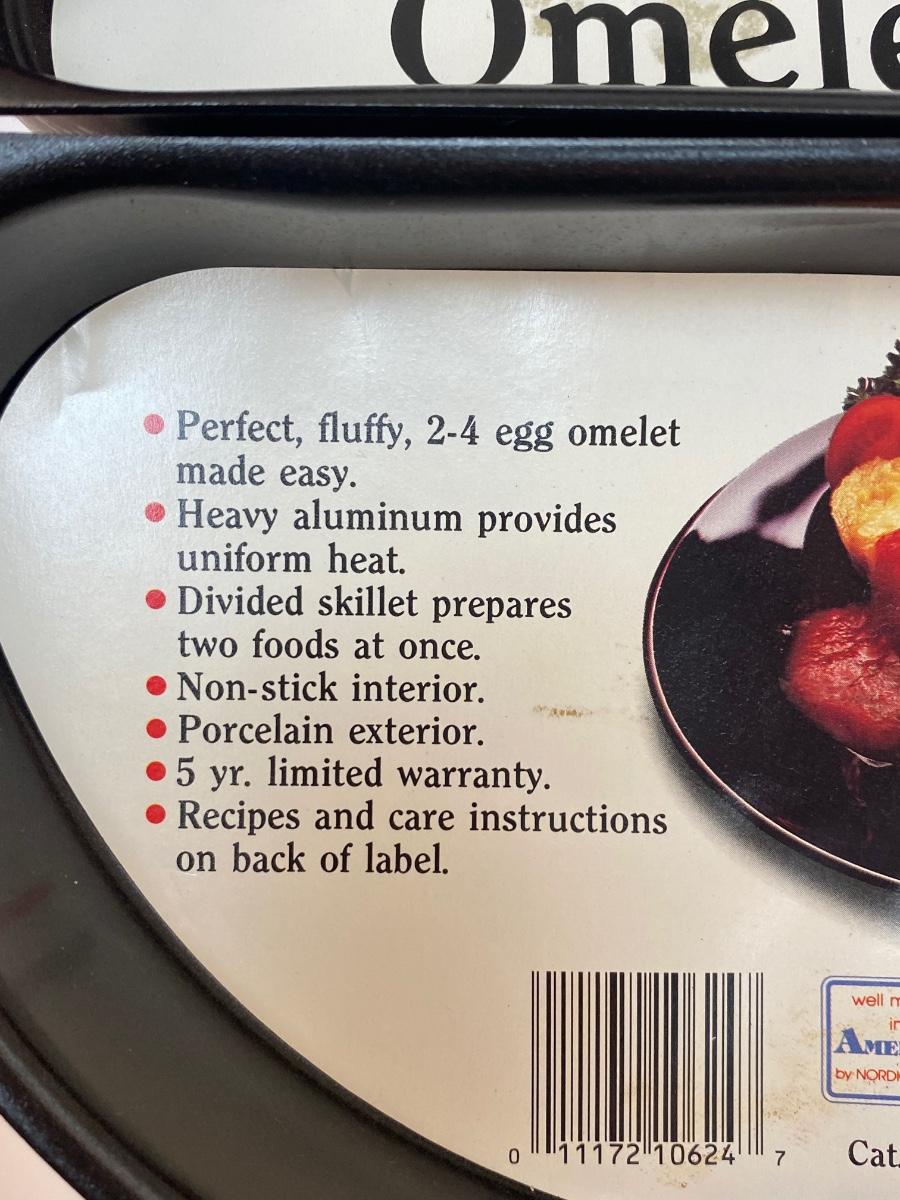 Omele
● Perfect, fluffy, 2-4 egg omelet
made easy.
● Heavy aluminum provides
uniform heat.
● Divided skillet prepares
two foods at once.
● Non-stick interior.
● Porcelain exterior.
● 5 yr. limited warranty.
● Recipes and care instructions
on back of label.
well m
in
AME
by NORD
0 11172 10624 7
Cat.